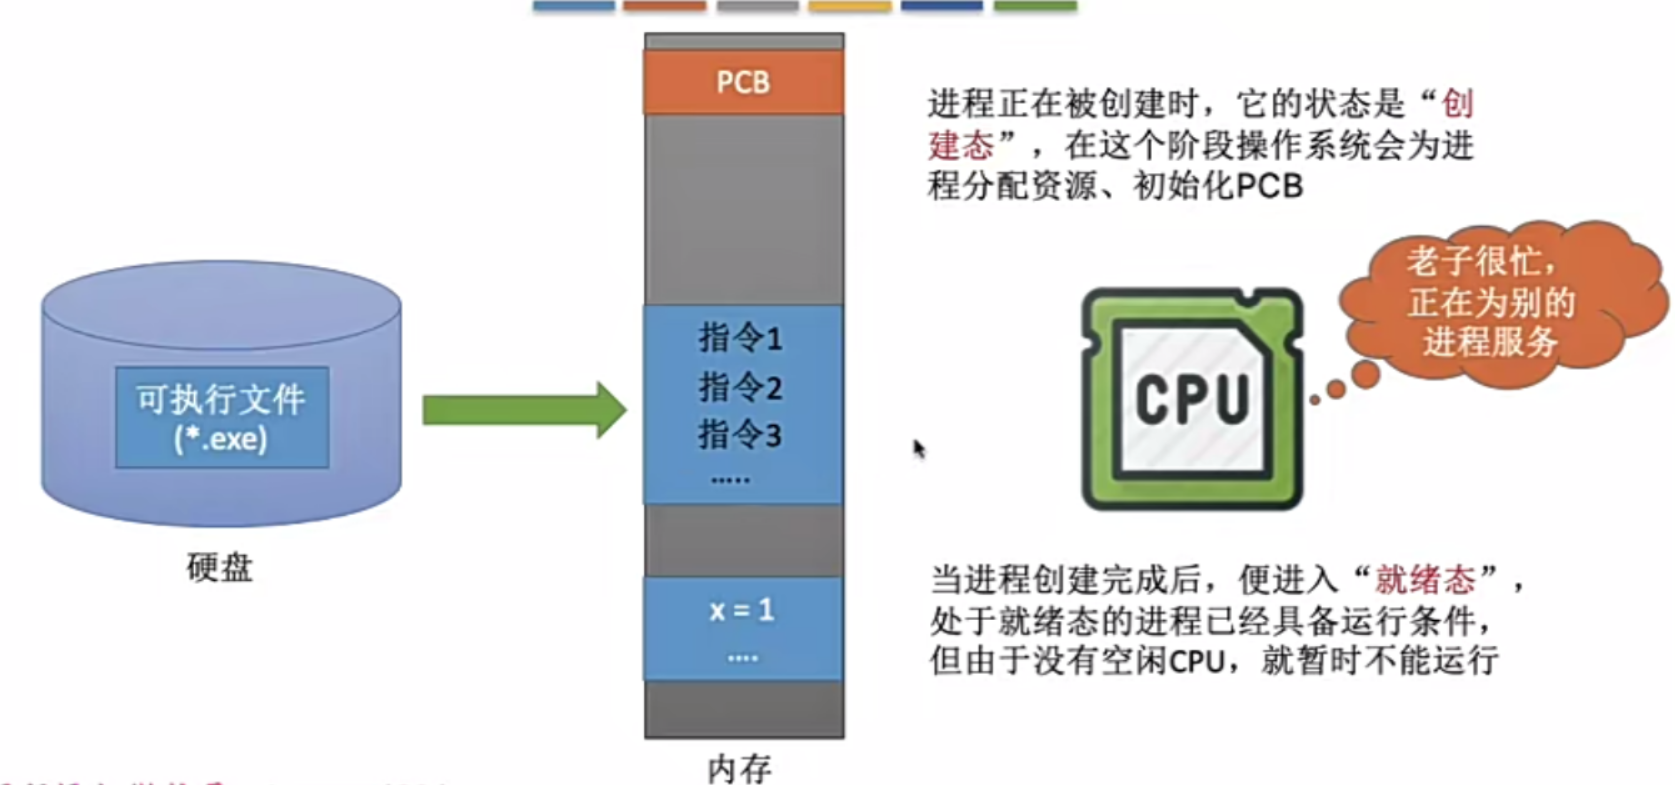 PCB
进程正在被创建时，它的状态是“创
建态”，在这个阶段操作系统会为进
程分配资源、初始化PCB
老子很忙，
正在为别的
进程服务
可执行文件
(*.exe)
指令1
指令2
指令3
.....
CPU
硬盘
x = 1
....
当进程创建完成后，便进入“就绪态”，
处于就绪态的进程已经具备运行条件，
但由于没有空闲CPU，就暂时不能运行
内存